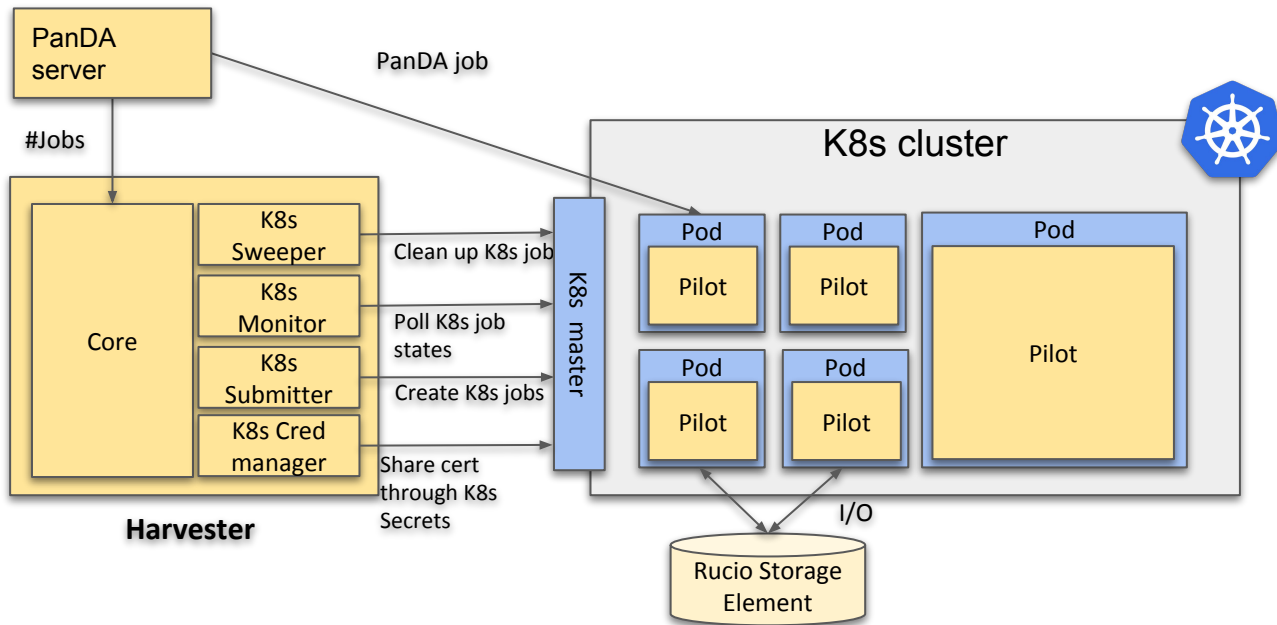 PanDA
server
PanDA job
#Jobs
K8s cluster
Core
K8s
Sweeper
K8s
Monitor
K8s
Submitter
K8s Cred
manager
Harvester
Clean up K8s job
Poll K8s job
states
Create K8s jobs
Share cert
through K8s
Secrets
K8s master
Pod
Pilot
Pod
Pilot
Pod
Pilot
Pod
Pilot
Pod
Pilot
I/O
Rucio Storage
Element